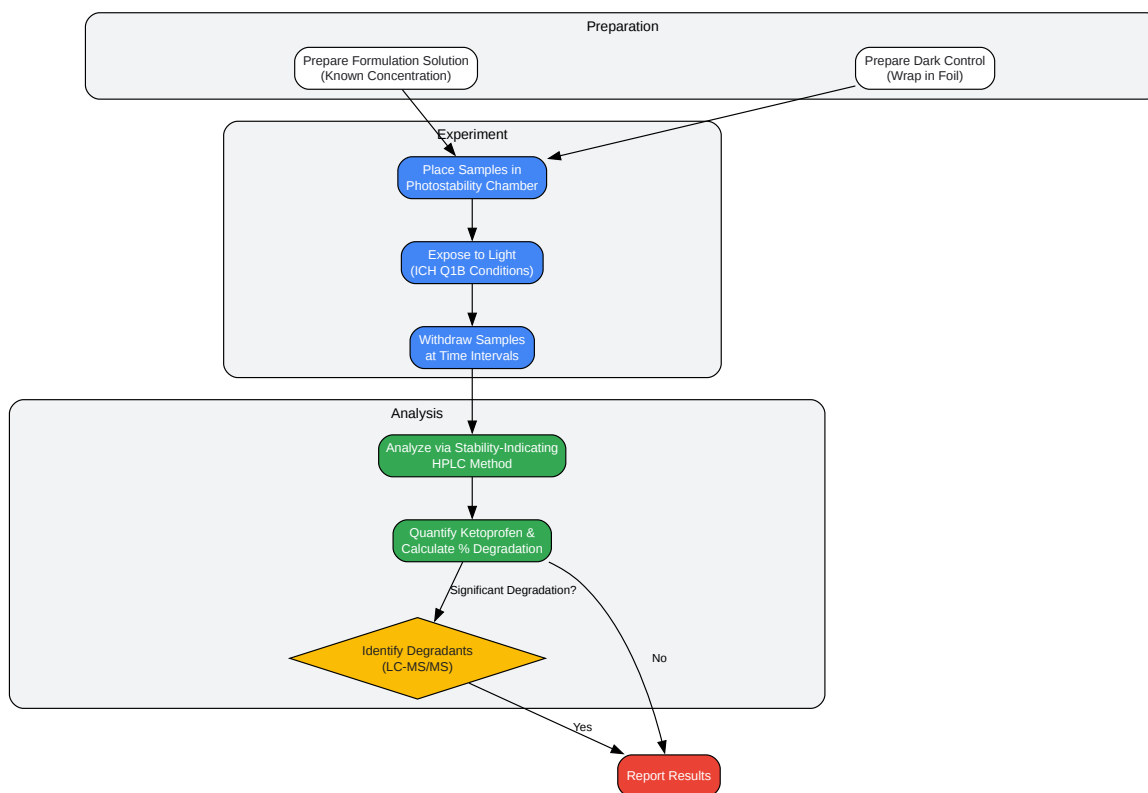 Preparation
Prepare Formulation Solution
(Known Concentration)
Prepare Dark Control
(Wrap in Foil)
Experiment
Place Samples in
Photostability Chamber
Expose to Light
(ICH Q1B Conditions)
Withdraw Samples
at Time Intervals
Analysis
Analyze via Stability-Indicating
HPLC Method
Quantify Ketoprofen &
Calculate % Degradation
Significant Degradation?
Identify Degradants
(LC-MS/MS)
No
Yes
Report Results